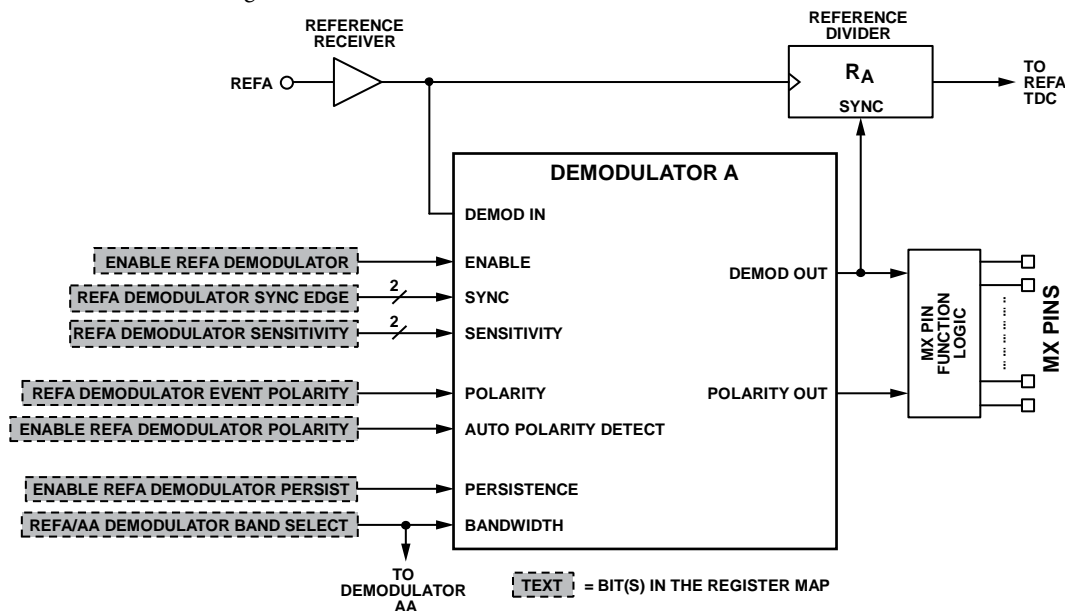 REFERENCE
RECEIVER
REFERENCE
DIVIDER
REFA
RA
SYNC
TO
REFA
TDC
DEMODULATOR A
DEMOD IN
ENABLE REFA DEMODULATOR
ENABLE
REFA DEMODULATOR SYNC EDGE
2
SYNC
REFA DEMODULATOR SENSITIVITY
2
SENSITIVITY
REFA DEMODULATOR EVENT POLARITY
POLARITY
ENABLE REFA DEMODULATOR POLARITY
AUTO POLARITY DETECT
ENABLE REFA DEMODULATOR PERSIST
PERSISTENCE
REFA/AA DEMODULATOR BAND SELECT
BANDWIDTH
DEMOD OUT
POLARITY OUT
MX PIN
FUNCTION
LOGIC
MX PINS
TO
DEMODULATOR
AA
TEXT = BIT(S) IN THE REGISTER MAP